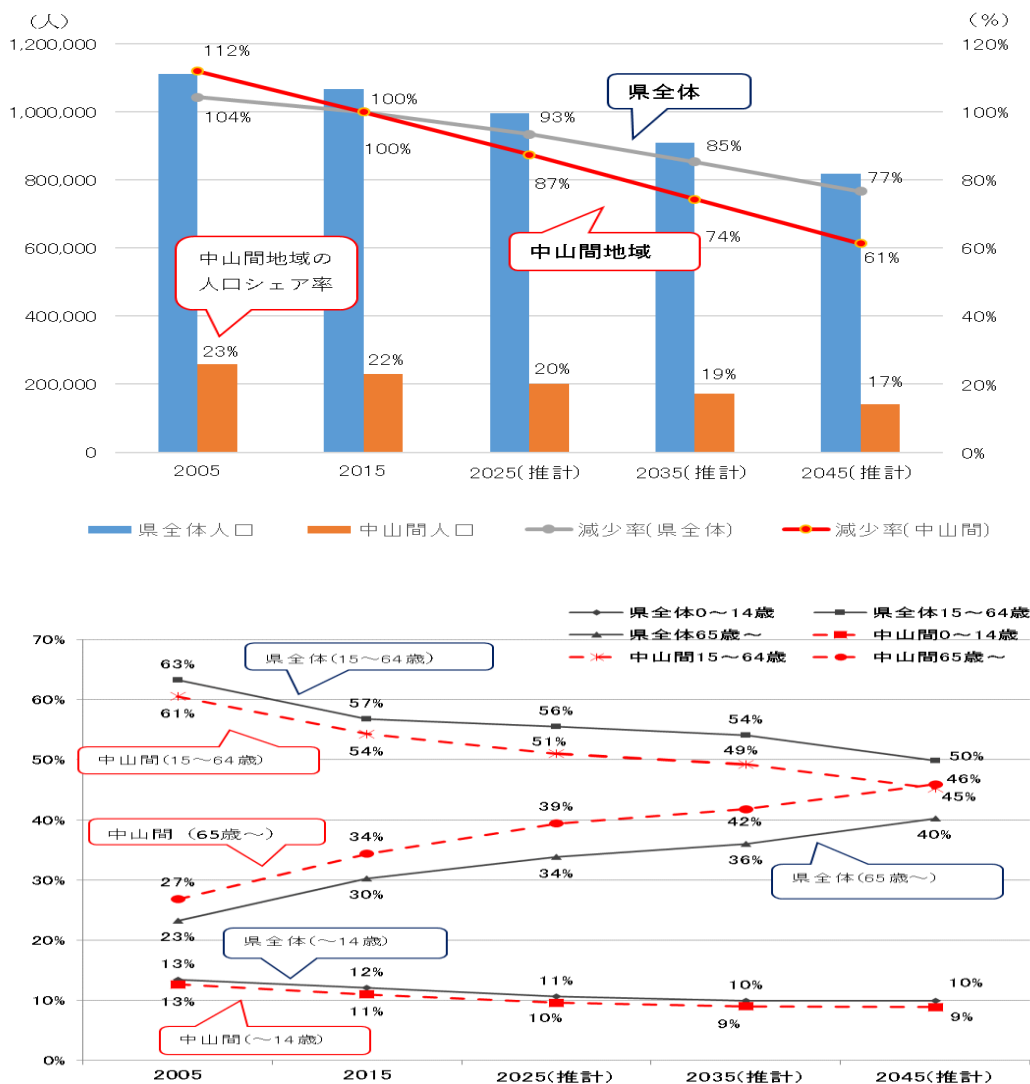 (人)
(%)
1,200,000
1,000,000
800,000
600,000
400,000
200,000
0
120%
100%
80%
60%
40%
20%
0%
112%
104%
100%
100%
93%
87%
85%
74%
77%
61%
県全体
中山間地域
中山間地域の
人口シェア率
23%
22%
20%
19%
17%
2005
2015
2025(推計)
2035(推計)
2045(推計)
県全体人口
中山間人口
減少率(県全体)
減少率(中山間)
県全体0~14歳
県全体15~64歳
県全体65歳~
中山間0~14歳
中山間15~64歳
中山間65歳~
70%
60%
50%
40%
30%
20%
10%
0%
県全体(15~64歳)
63%
57%
56%
54%
50%
61%
54%
51%
49%
45%
中山間(15~64歳)
中山間 (65歳~)
27%
34%
39%
42%
46%
23%
30%
34%
36%
40%
県全体(65歳~)
県全体(~14歳)
13%
12%
11%
10%
10%
13%
11%
10%
9%
9%
中山間(~14歳)
2005
2015
2025(推計)
2035(推計)
2045(推計)